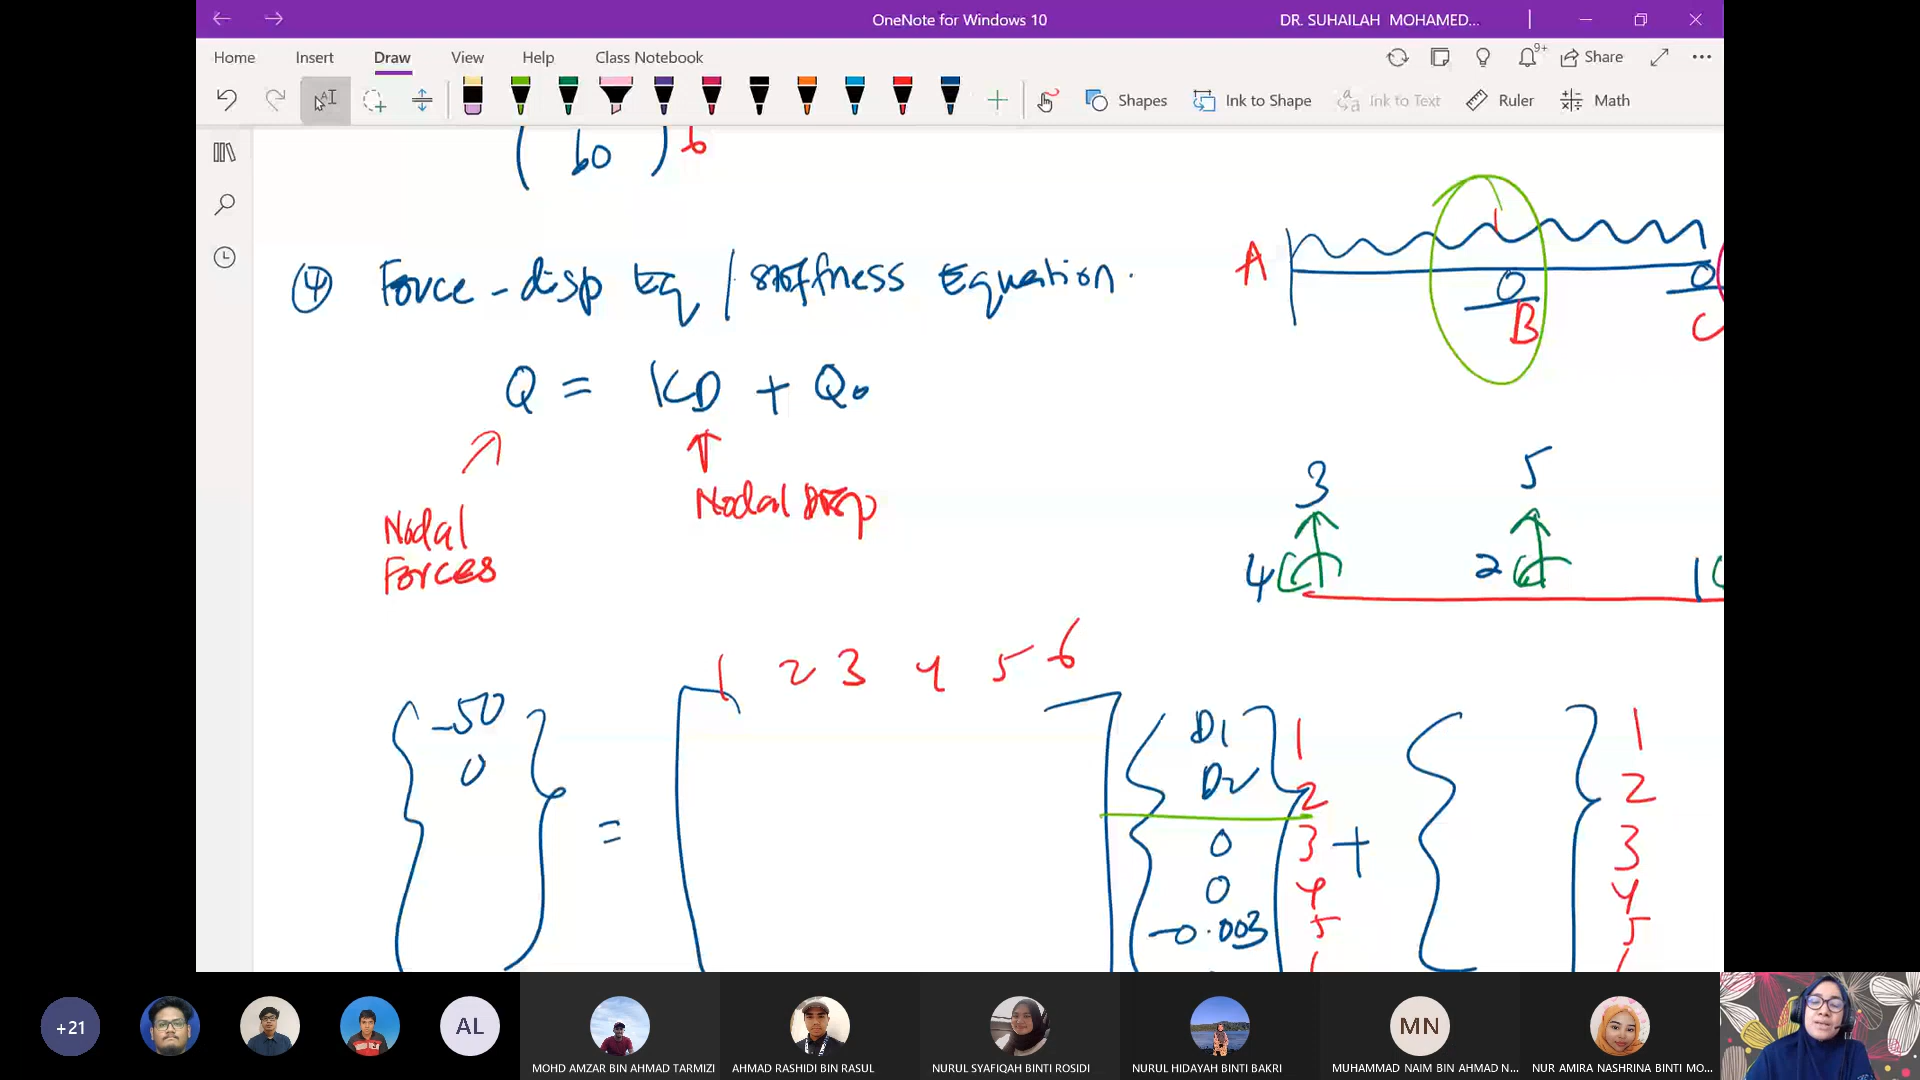 OneNote for Windows 10
DR. SUHAILAH MOHAMED...
Home Insert Draw View Help Class Notebook
9+
Share
Shapes Ink to Shape Ink to Text Ruler Math
60 6
④ Force-disp Eq / stiffness Equation.
A
B
C
Q = KD + Q₀
Nodal Forces
Nodal disp
3 5
4 2 1
1 2 3 4 5 6
-50
0
=
D1 1
D2 2
0 3
0 4
-0.003 5
+
1
2
3
4
5
+21
AL
MN
MOHD AMZAR BIN AHMAD TARMIZI
AHMAD RASHIDI BIN RASUL
NURUL SYAFIQAH BINTI ROSIDI
NURUL HIDAYAH BINTI BAKRI
MUHAMMAD NAIM BIN AHMAD N...
NUR AMIRA NASHRINA BINTI MO...